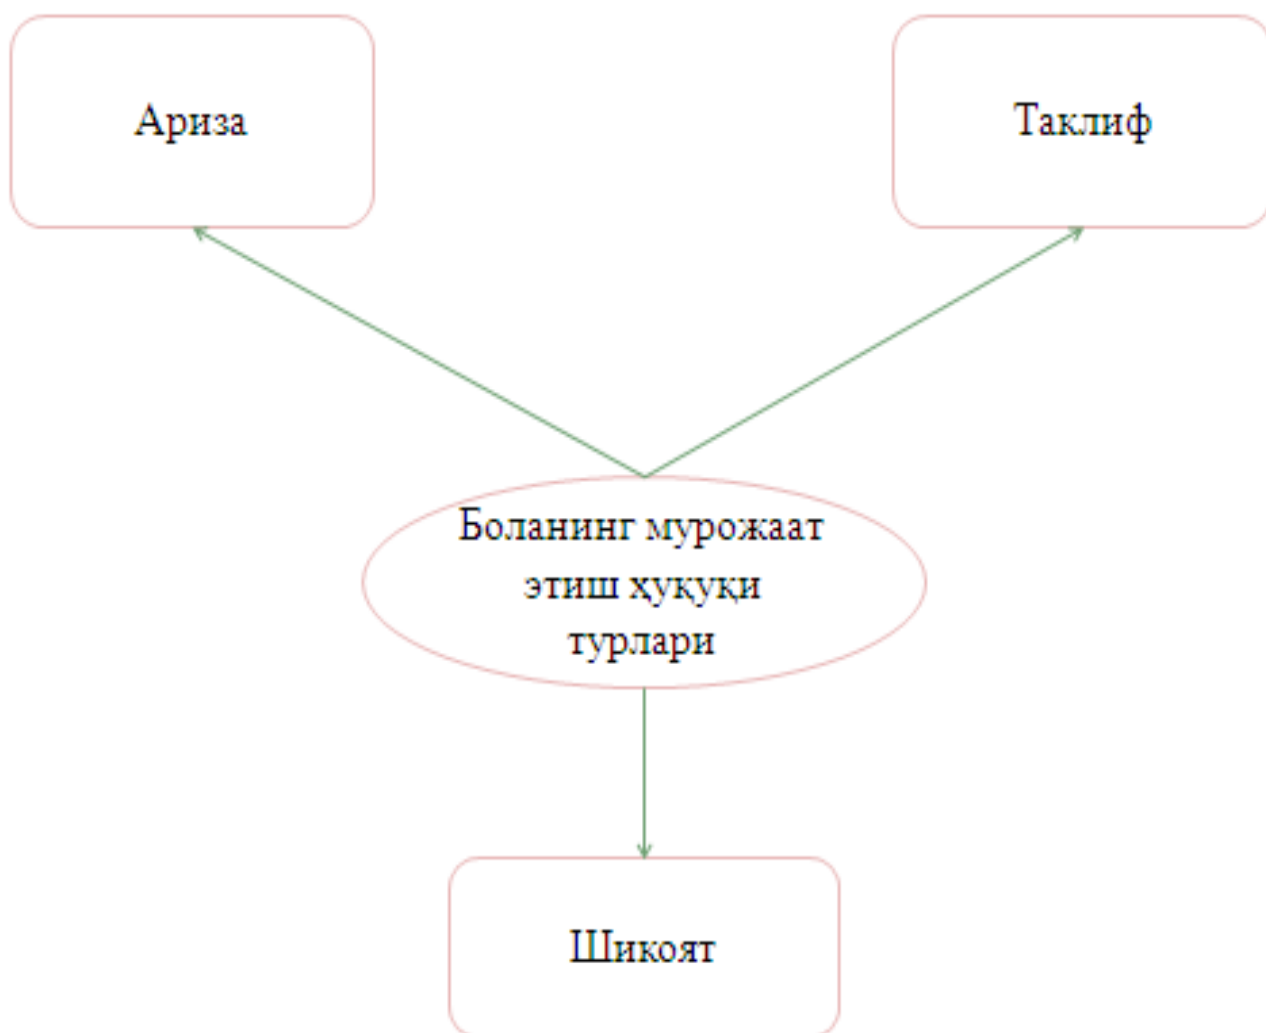 Ариза
Таклиф
Боланинг мурожаат
этиш ҳуқуқи
турлари
Шикоят